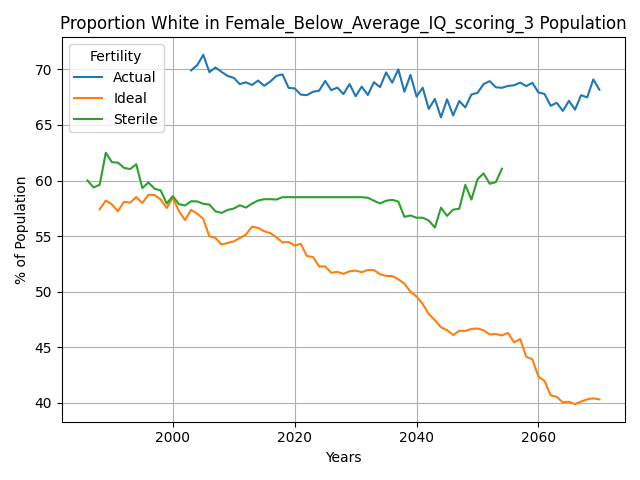 Proportion White in Female_Below_Average_IQ_scoring_3 Population
Fertility
Actual
Ideal
Sterile
% of Population
70
65
60
55
50
45
40
2000
2020
2040
2060
Years